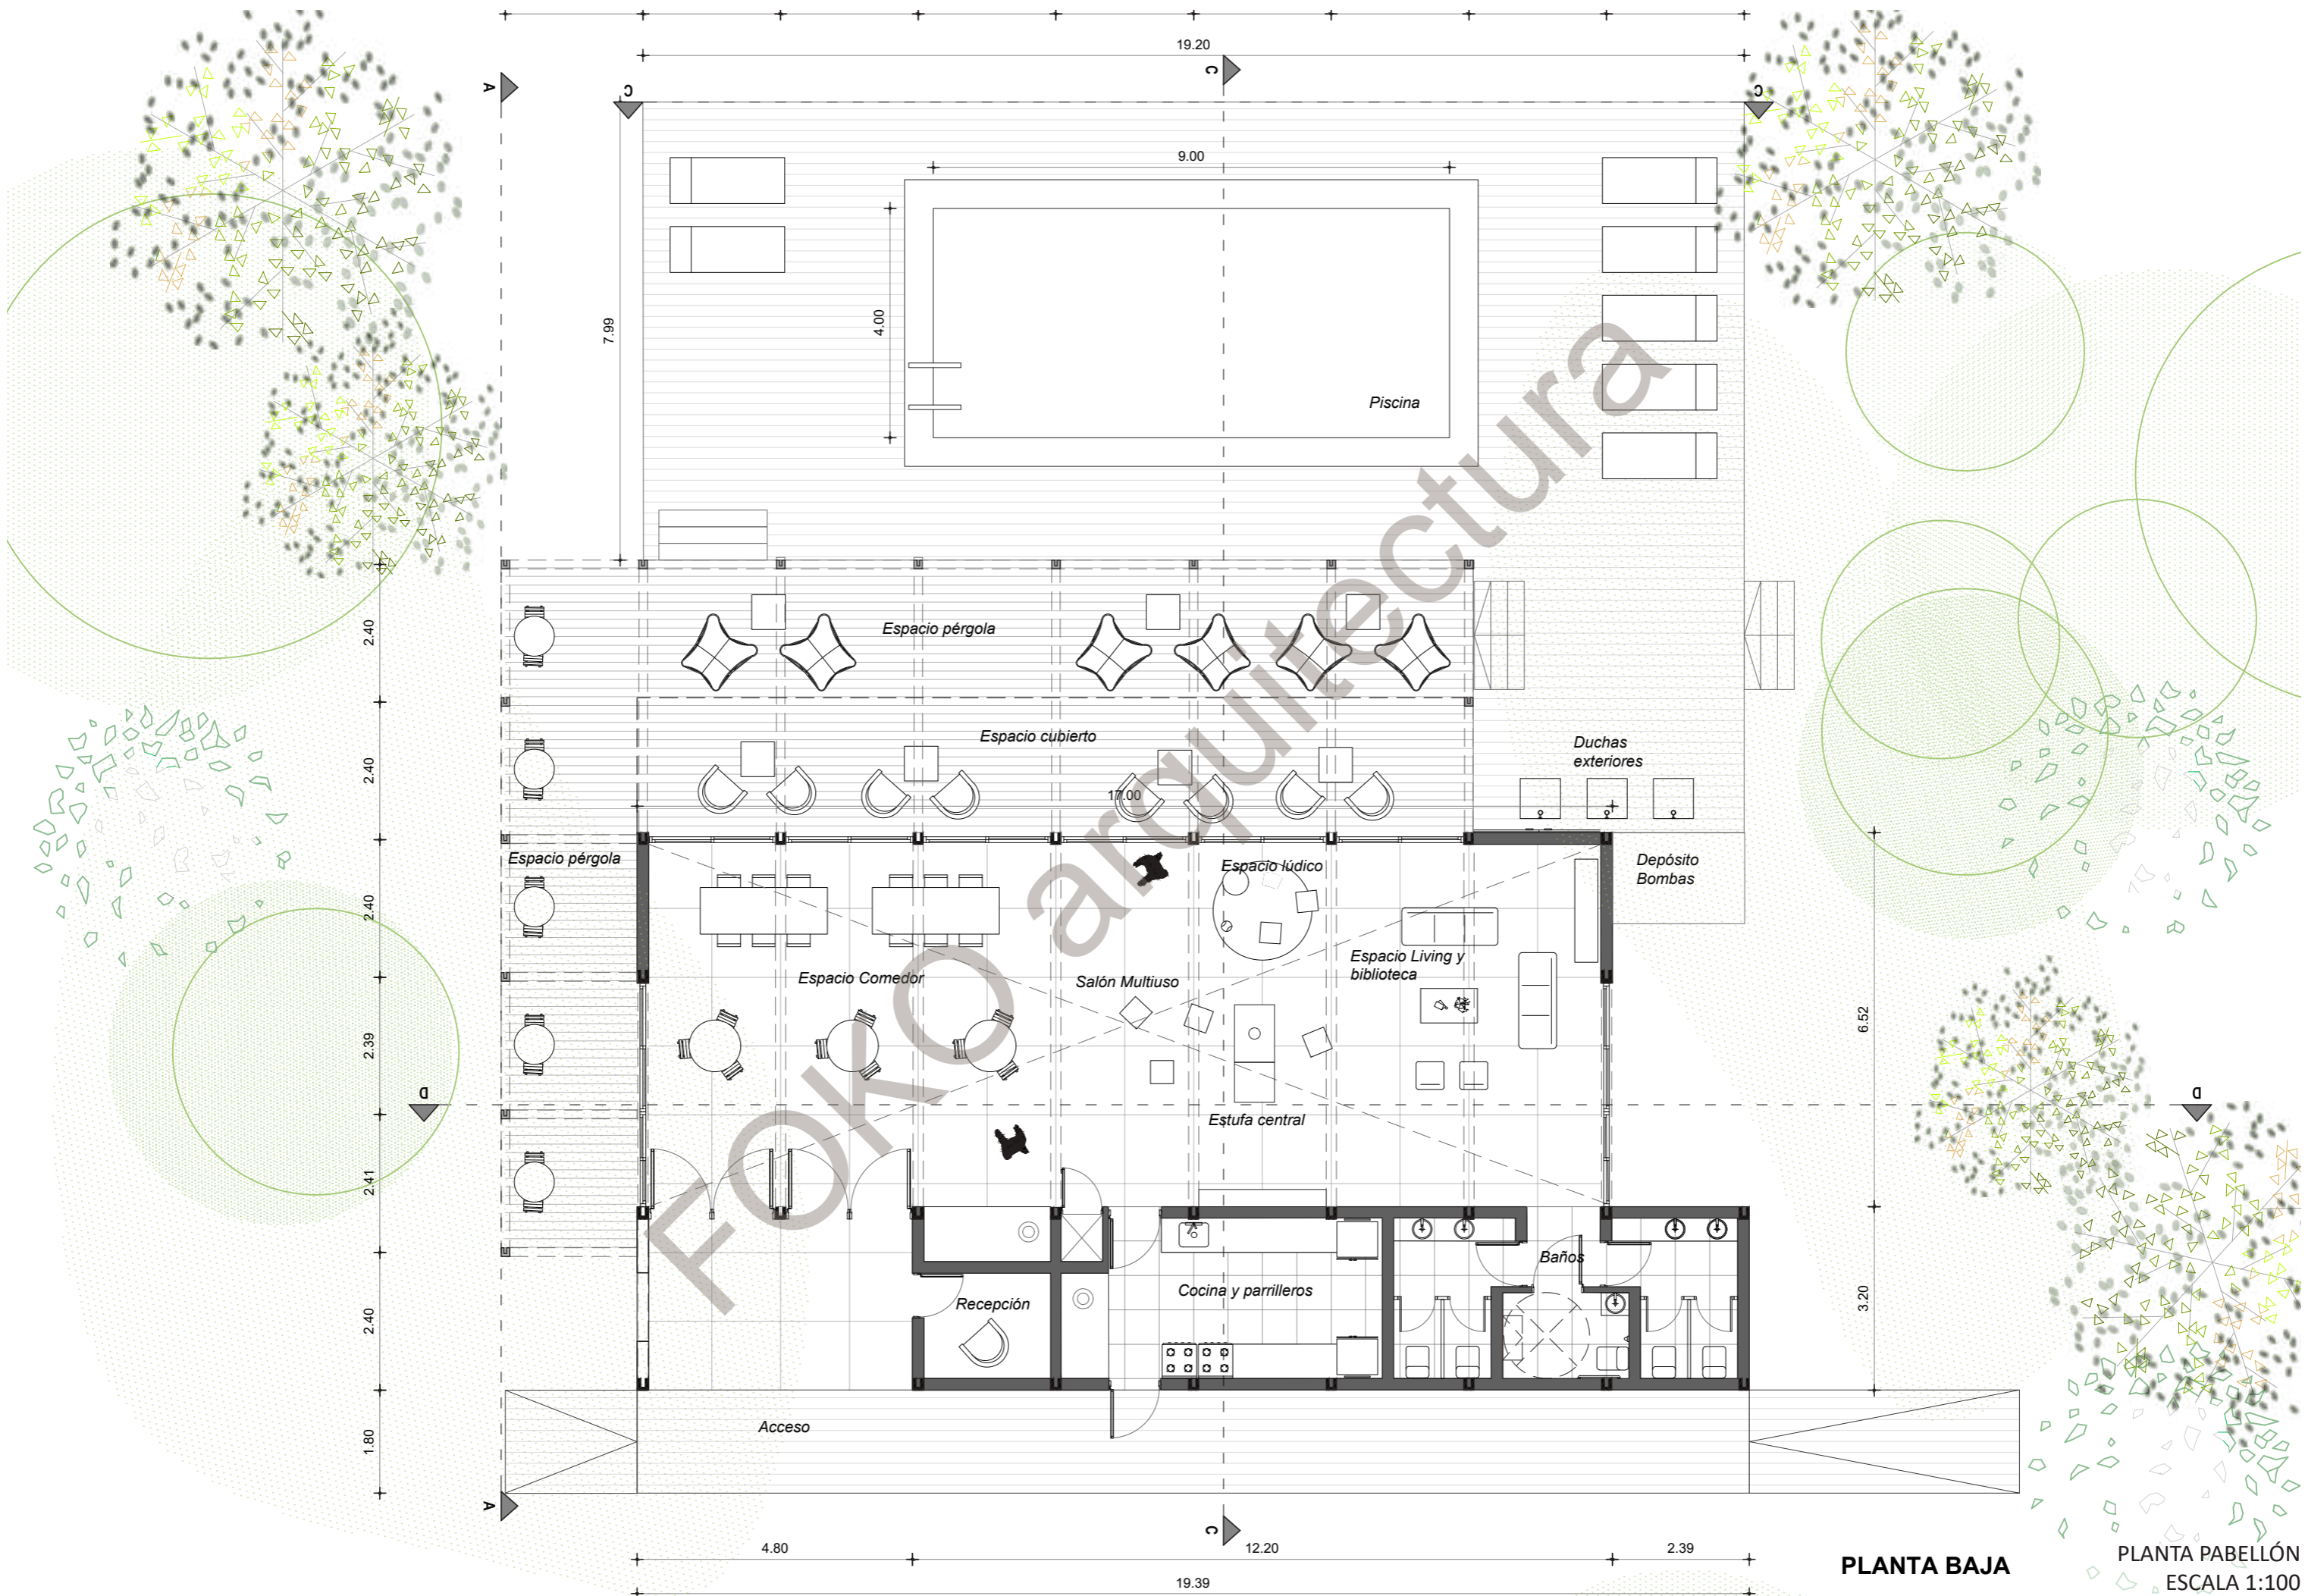 19.20
C
A
C
C
9.00
7.99
4.00
Piscina
2.40
Espacio pérgola
Espacio cubierto
2.40
Duchas
exteriores
17.00
Espacio pérgola
Espacio lúdico
Depósito
Bombas
2.40
Espacio Living y
biblioteca
Espacio Comedor
Salón Multiuso
6.52
2.39
D
D
Estufa central
2.41
Baños
Cocina y parrilleros
Recepción
3.20
2.40
Acceso
1.80
A
C
4.80
12.20
2.39
19.39
PLANTA BAJA
PLANTA PABELLÓN
ESCALA 1:100
FOKO arquitectura